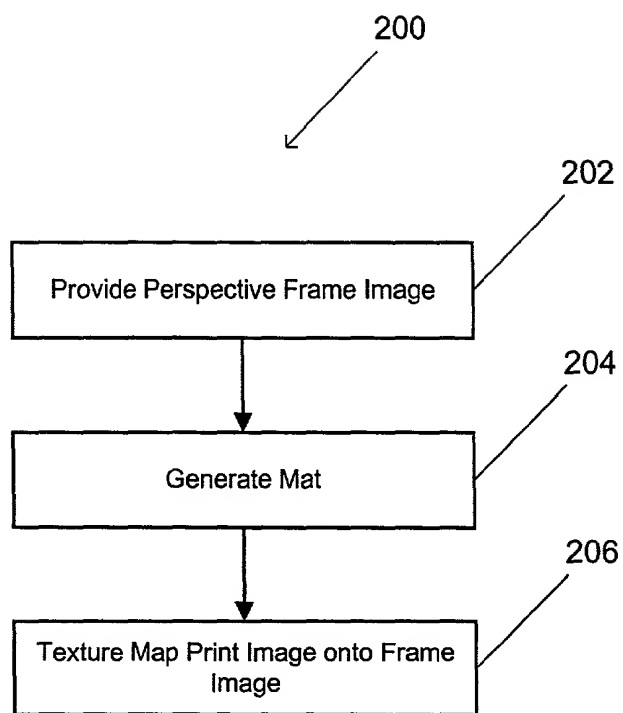 200
202
Provide Perspective Frame Image
204
Generate Mat
206
Texture Map Print Image onto Frame
Image